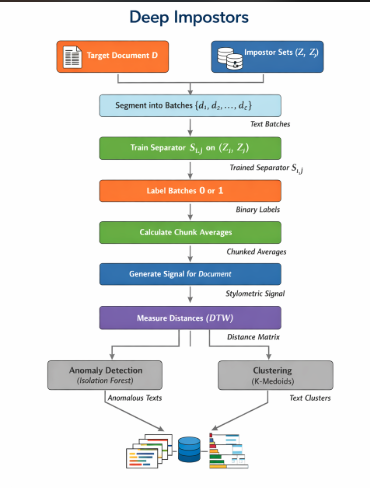 Deep Impostors
Target Document D
Impostor Sets (Z, Zj)
Segment into Batches {d1, d2, ..., dc}
Text Batches
Train Separator Si,j on (Z1, Zj)
Trained Separator Si,j
Label Batches 0 or 1
Binary Labels
Calculate Chunk Averages
Chunked Averages
Generate Signal for Document
Stylometric Signal
Measure Distances (DTW)
Distance Matrix
Anomaly Detection
(Isolation Forest)
Clustering
(K-Medoids)
Anomalous Texts
Text Clusters